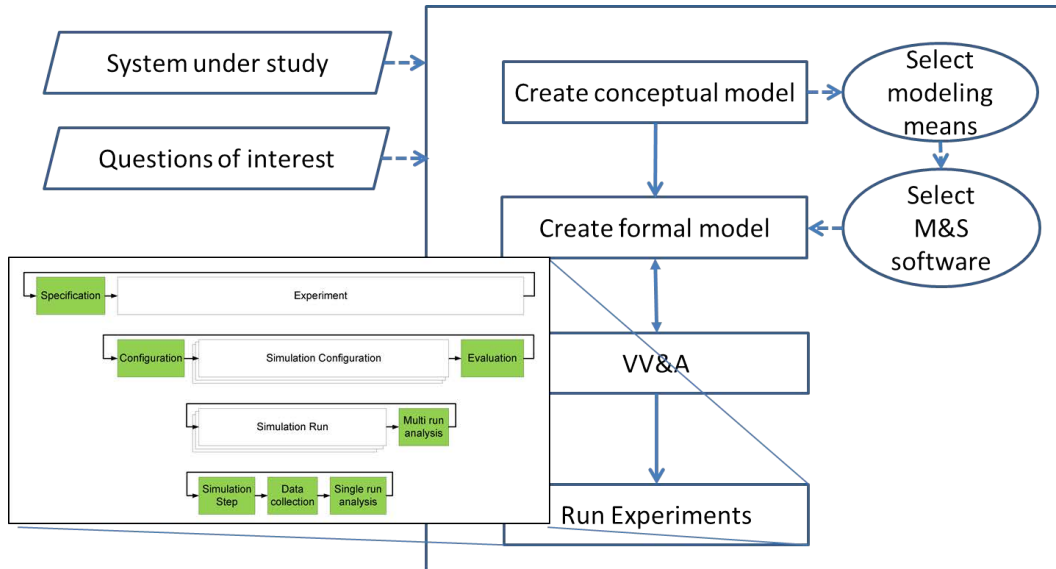 System under study
Questions of interest
Create conceptual model
Select
modeling
means
Create formal model
Select
M&S
software
VV&A
Run Experiments
Specification
Experiment
Configuration
Simulation Configuration
Evaluation
Simulation Run
Multi run
analysis
Simulation
Step
Data
collection
Single run
analysis